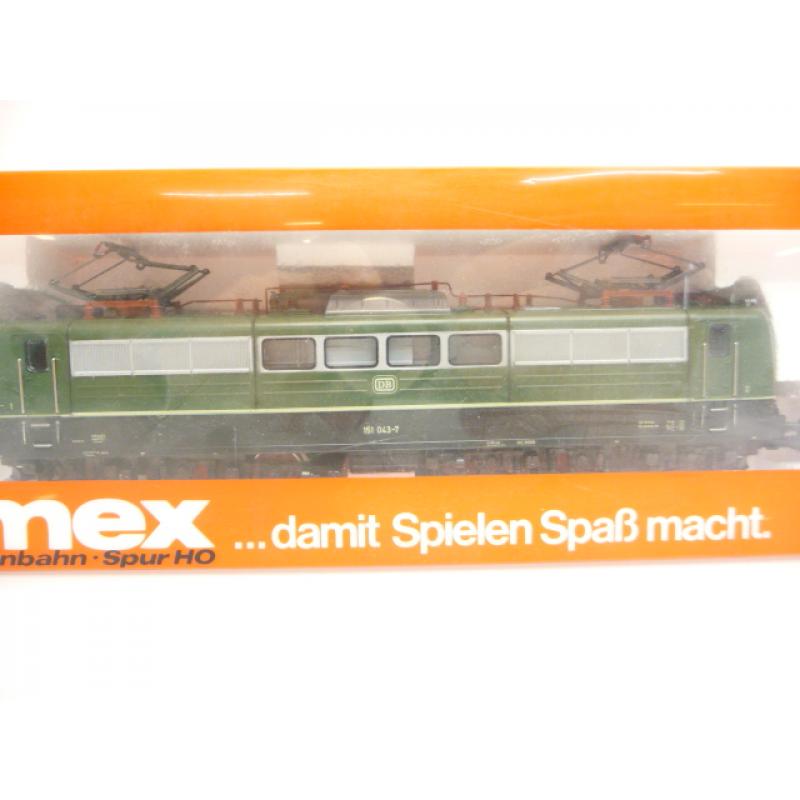 DB
151 043-7
mex
nbahn · Spur HO
... damit Spielen Spaß macht.